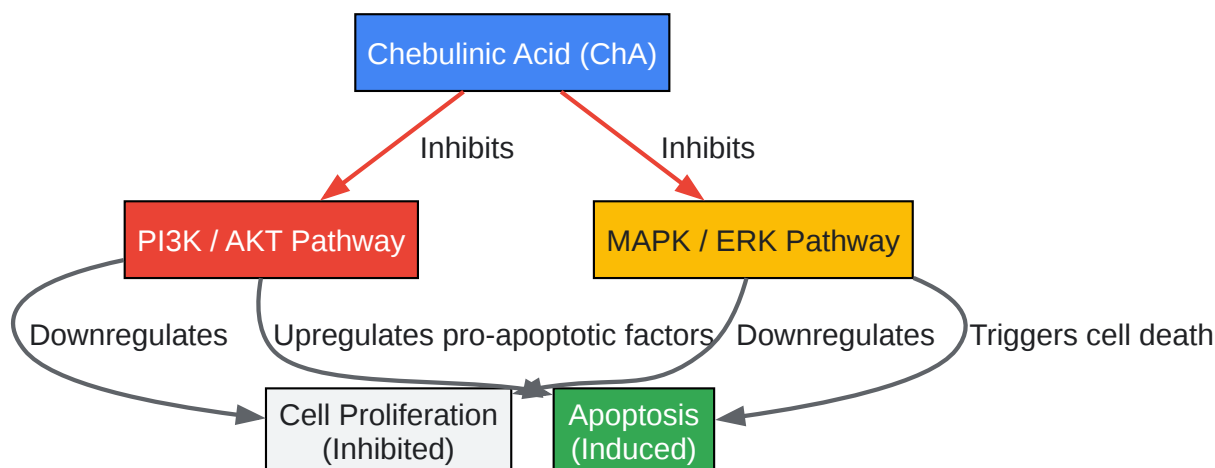 Chebulinic Acid (ChA)
Inhibits
Inhibits
PI3K / AKT Pathway
MAPK / ERK Pathway
Downregulates
Upregulates pro-apoptotic factors
Downregulates
Triggers cell death
Cell Proliferation
(Inhibited)
Apoptosis
(Induced)